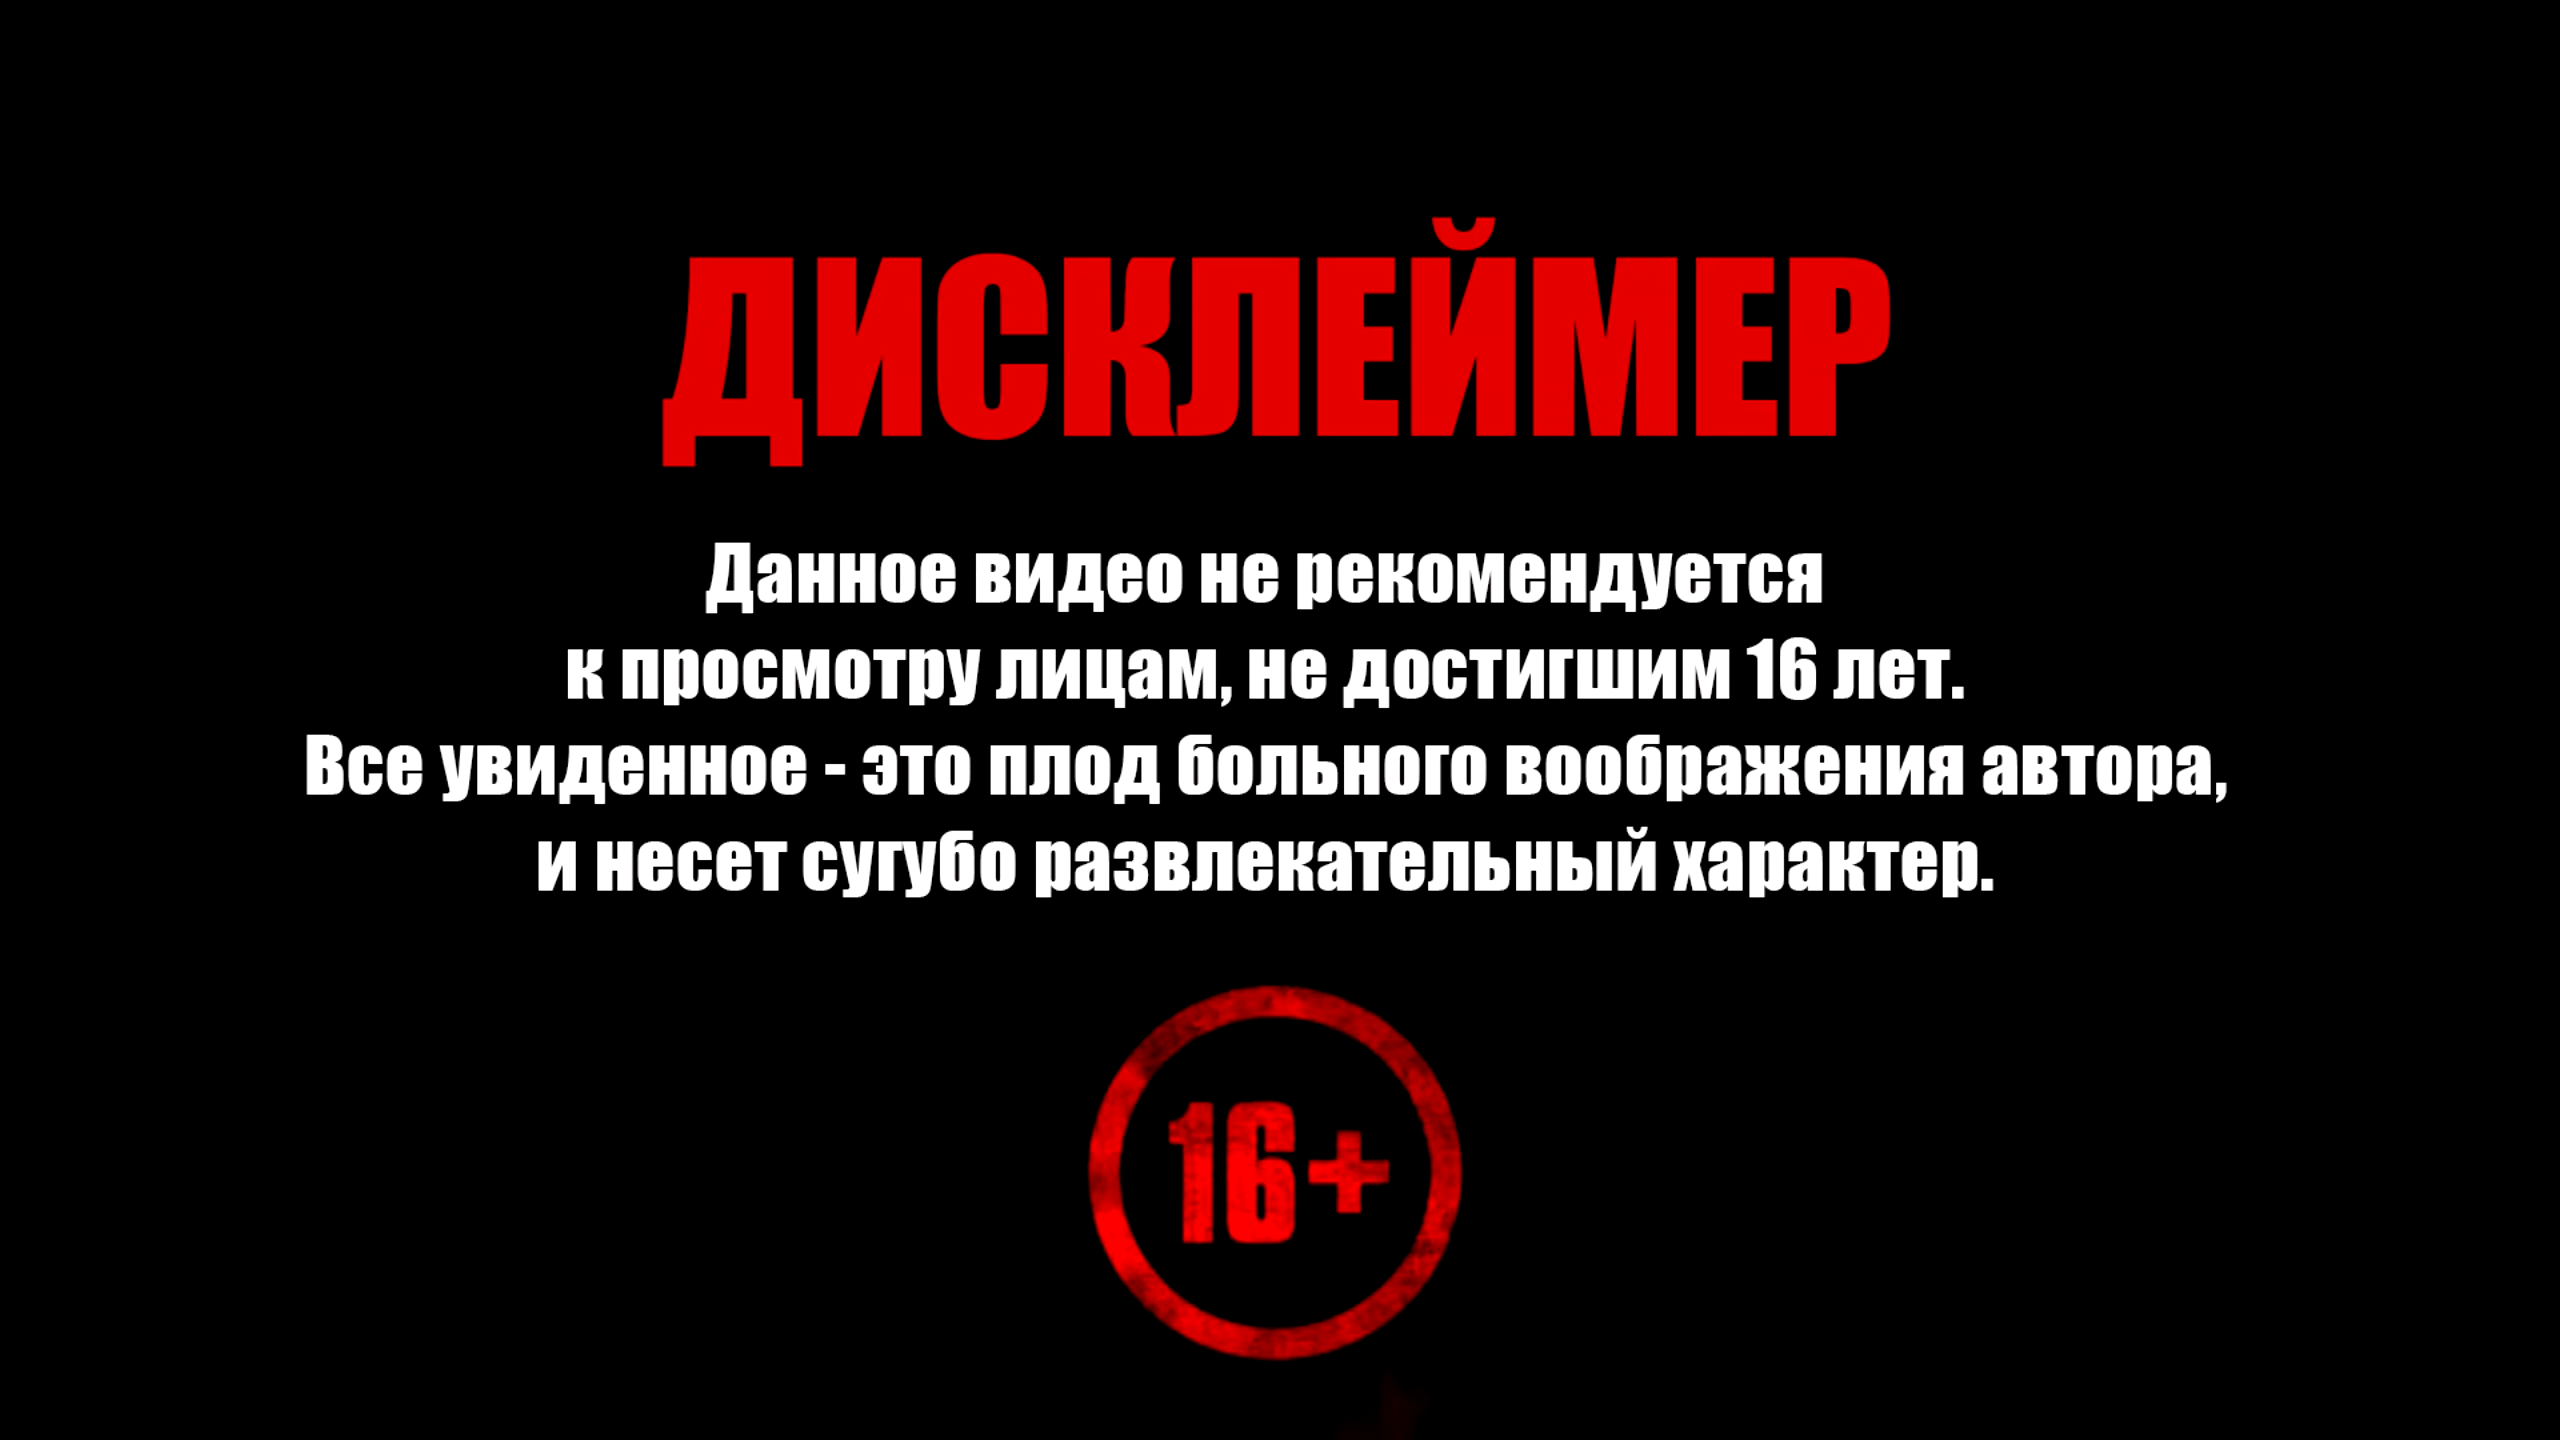 ДИСКЛЕЙМЕР
Данное видео не рекомендуется
к просмотру лицам, не достигшим 16 лет.
Все увиденное - это плод больного воображения автора,
и несет сугубо развлекательный характер.
16+